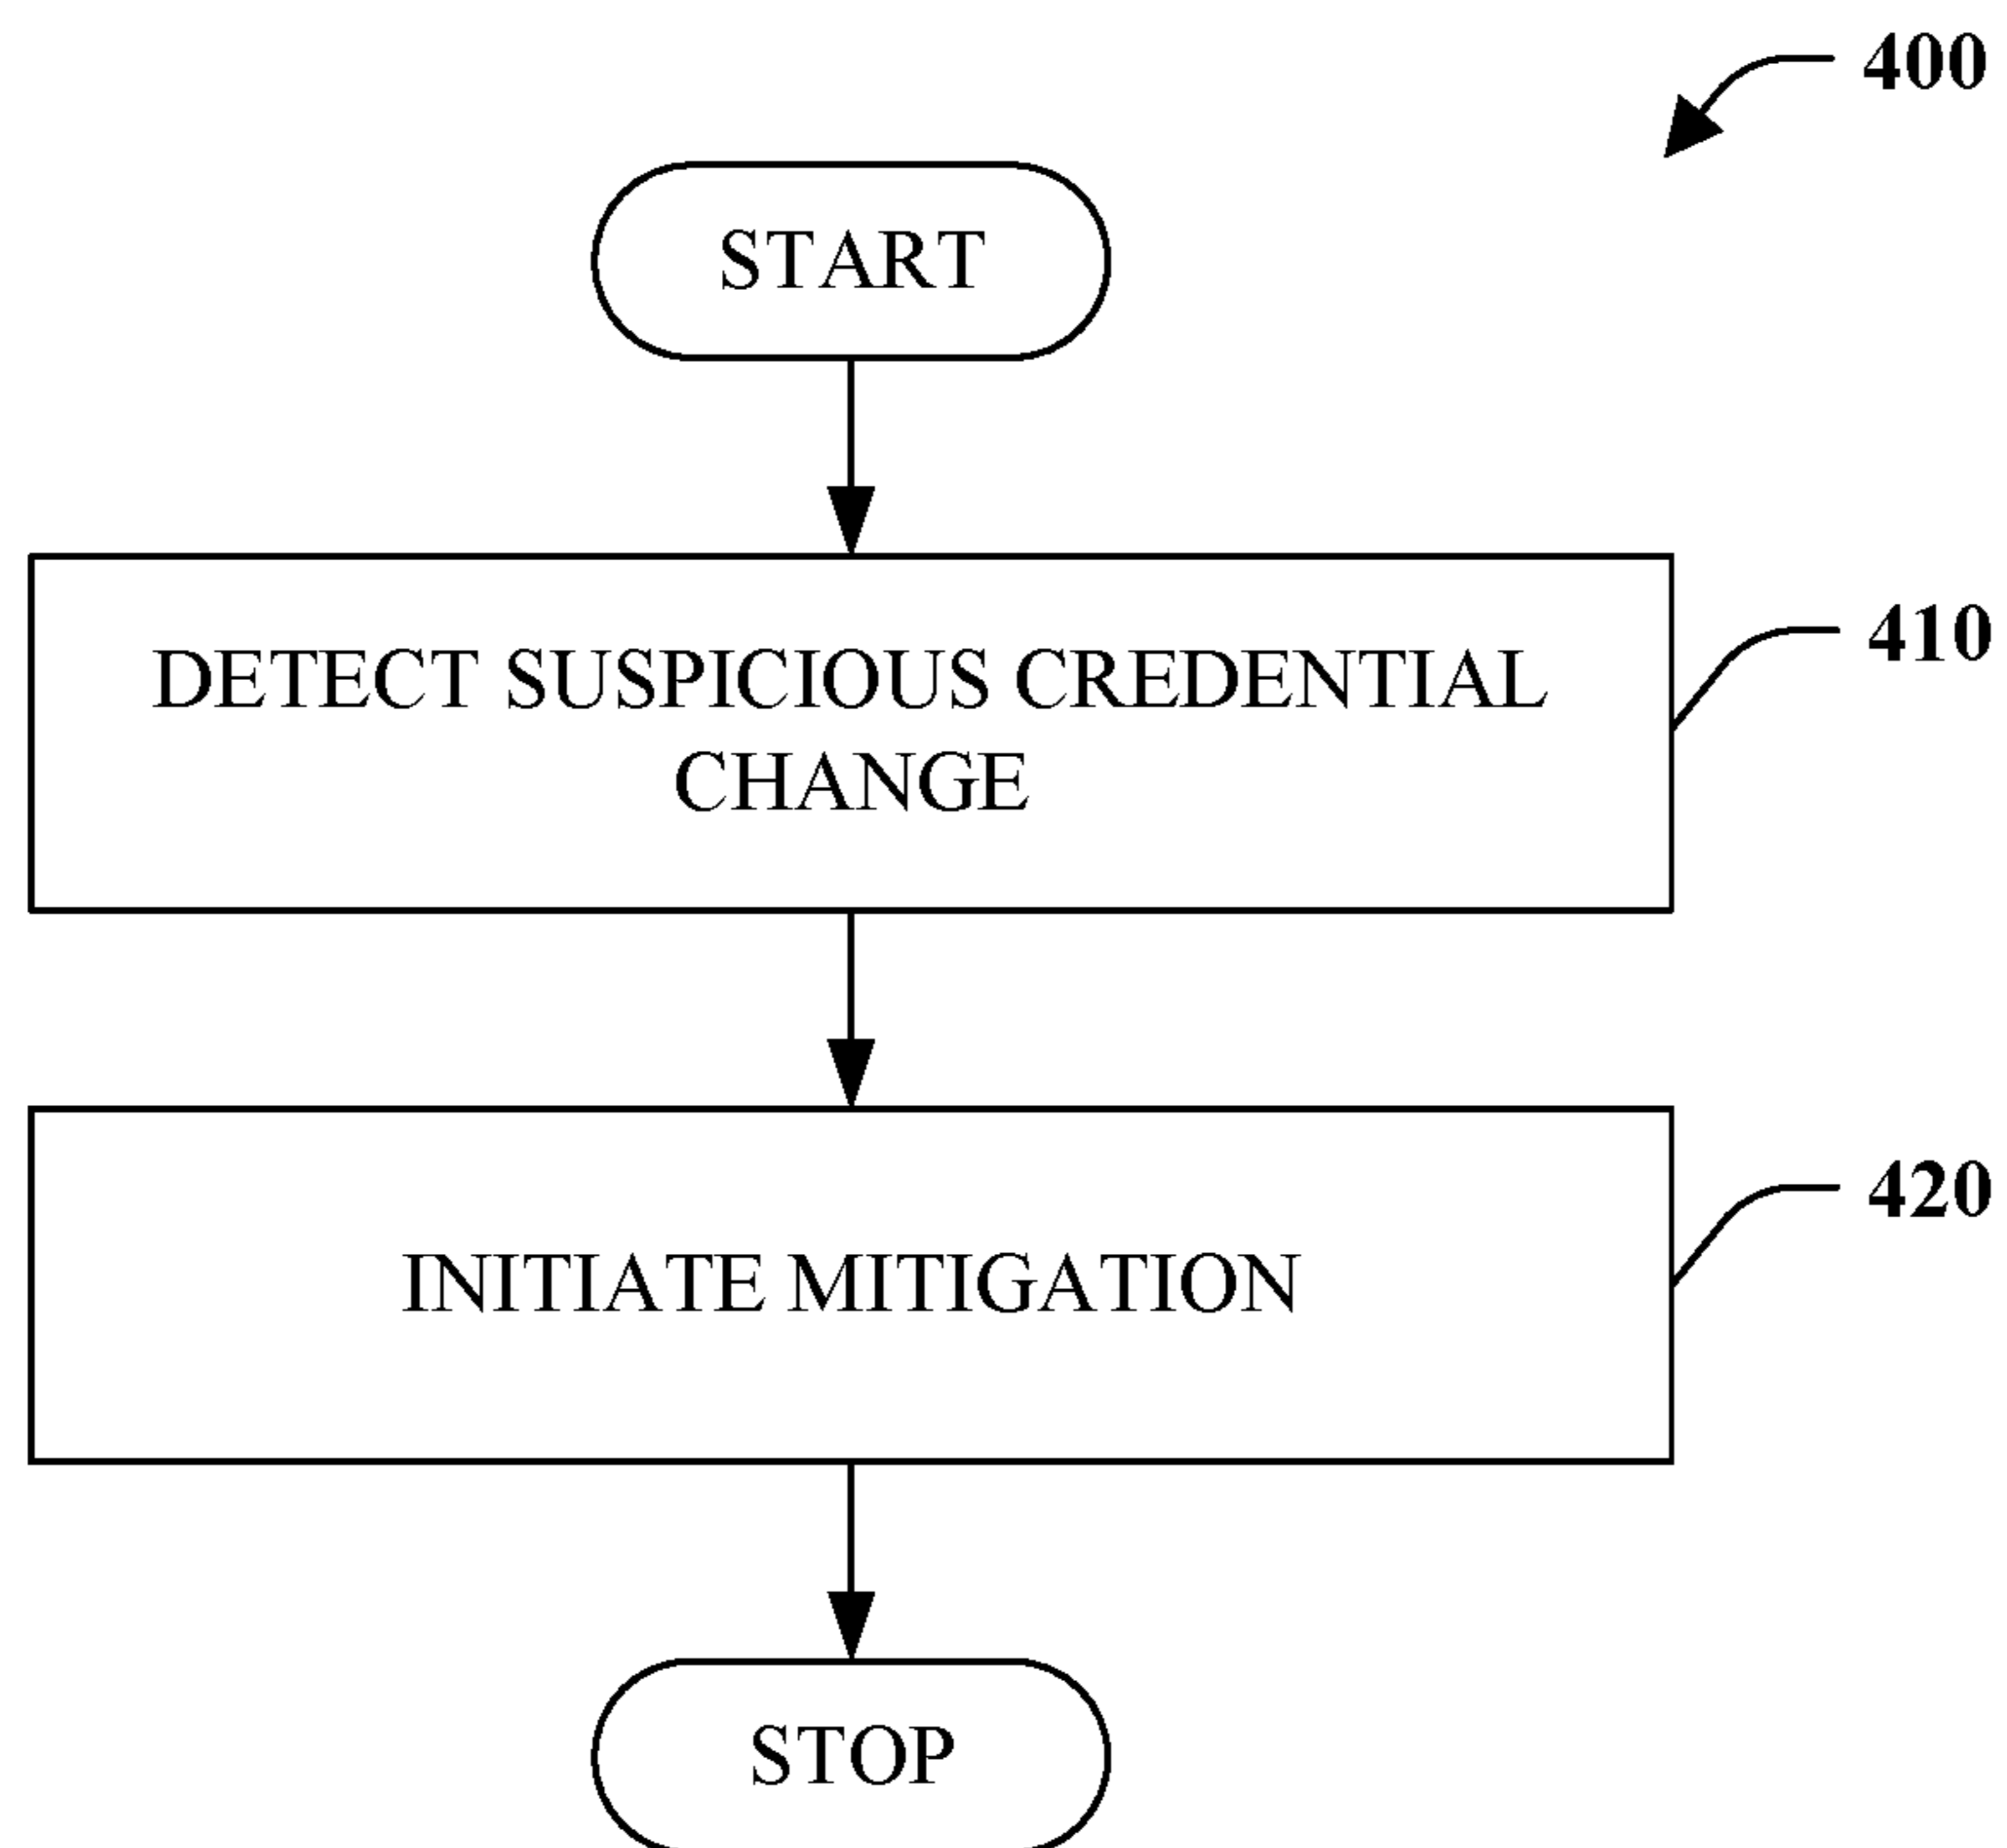 400
START
DETECT SUSPICIOUS CREDENTIAL
CHANGE
410
INITIATE MITIGATION
420
STOP